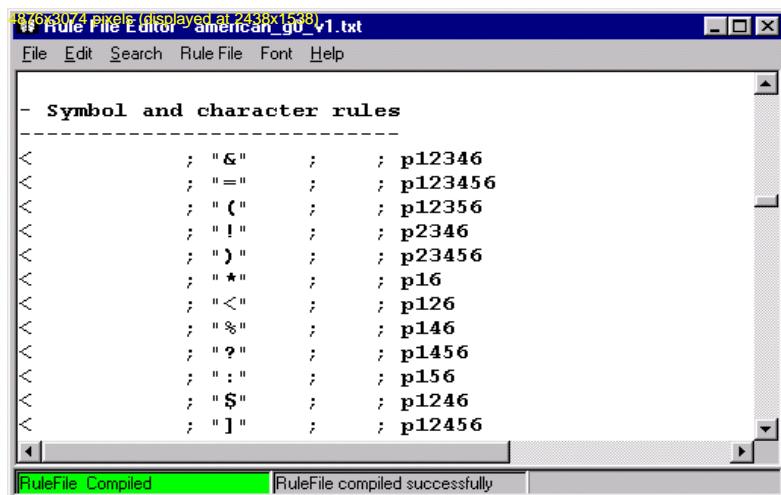 4876x3074 pixels (displayed at 2438x1538)
Rule File Editor - american_g0_v1.txt
File Edit Search Rule File Font Help
- Symbol and character rules
----------------------------
< ; "&" ; ; p12346
< ; "=" ; ; p123456
< ; "(" ; ; p12356
< ; "!" ; ; p2346
< ; ")" ; ; p23456
< ; "*" ; ; p16
< ; "<" ; ; p126
< ; "%" ; ; p146
< ; "?" ; ; p1456
< ; ":" ; ; p156
< ; "$" ; ; p1246
< ; "]" ; ; p12456
RuleFile Compiled
RuleFile compiled successfully